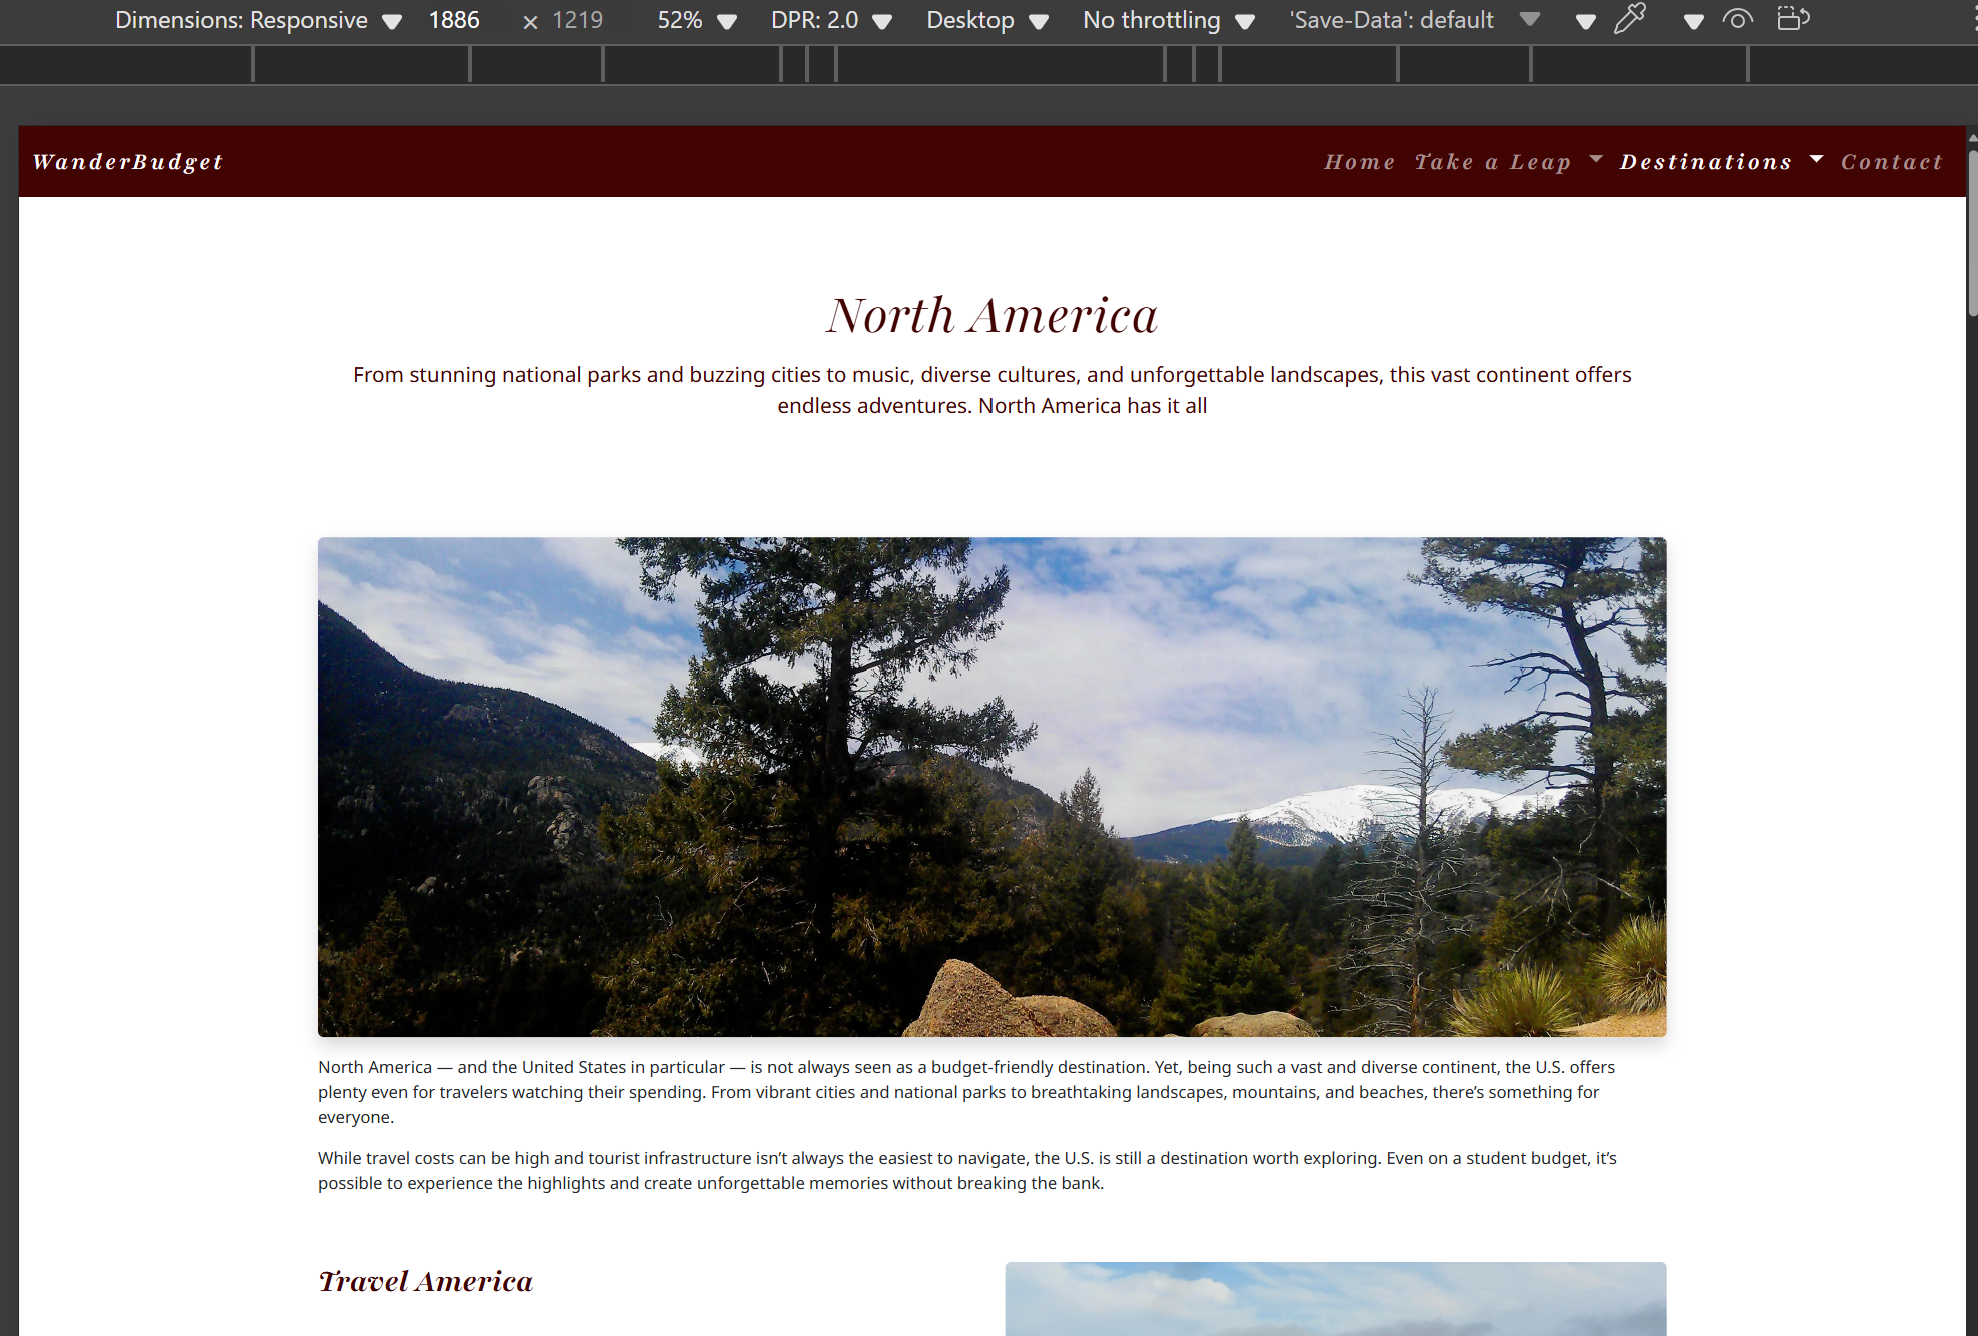 Dimensions: Responsive 1886 × 1219 52% DPR: 2.0 Desktop No throttling 'Save-Data': default
WanderBudget Home Take a Leap Destinations Contact
North America
From stunning national parks and buzzing cities to music, diverse cultures, and unforgettable landscapes, this vast continent offers
endless adventures. North America has it all
North America — and the United States in particular — is not always seen as a budget-friendly destination. Yet, being such a vast and diverse continent, the U.S. offers
plenty even for travelers watching their spending. From vibrant cities and national parks to breathtaking landscapes, mountains, and beaches, there’s something for
everyone.
While travel costs can be high and tourist infrastructure isn’t always the easiest to navigate, the U.S. is still a destination worth exploring. Even on a student budget, it’s
possible to experience the highlights and create unforgettable memories without breaking the bank.
Travel America